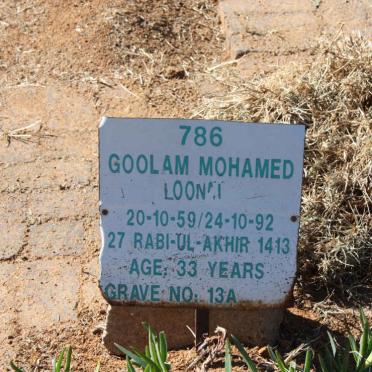 786
GOOLAM MOHAMED
20-10-59/24-10-92
27 RABI-UL-AKHIR 1413
AGE: 33 YEARS
GRAVE NO: 13A